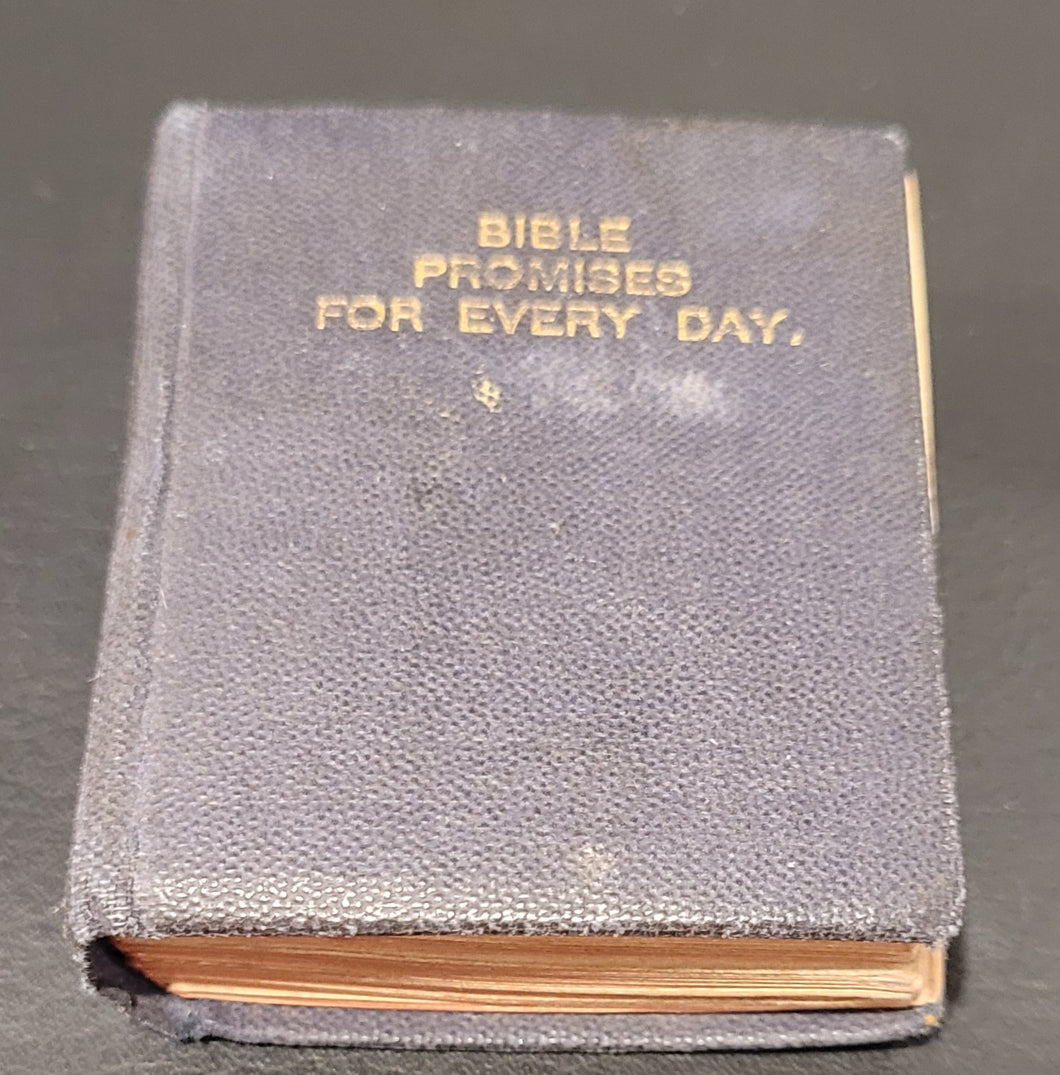 BIBLE
PROMISES
FOR EVERY DAY.